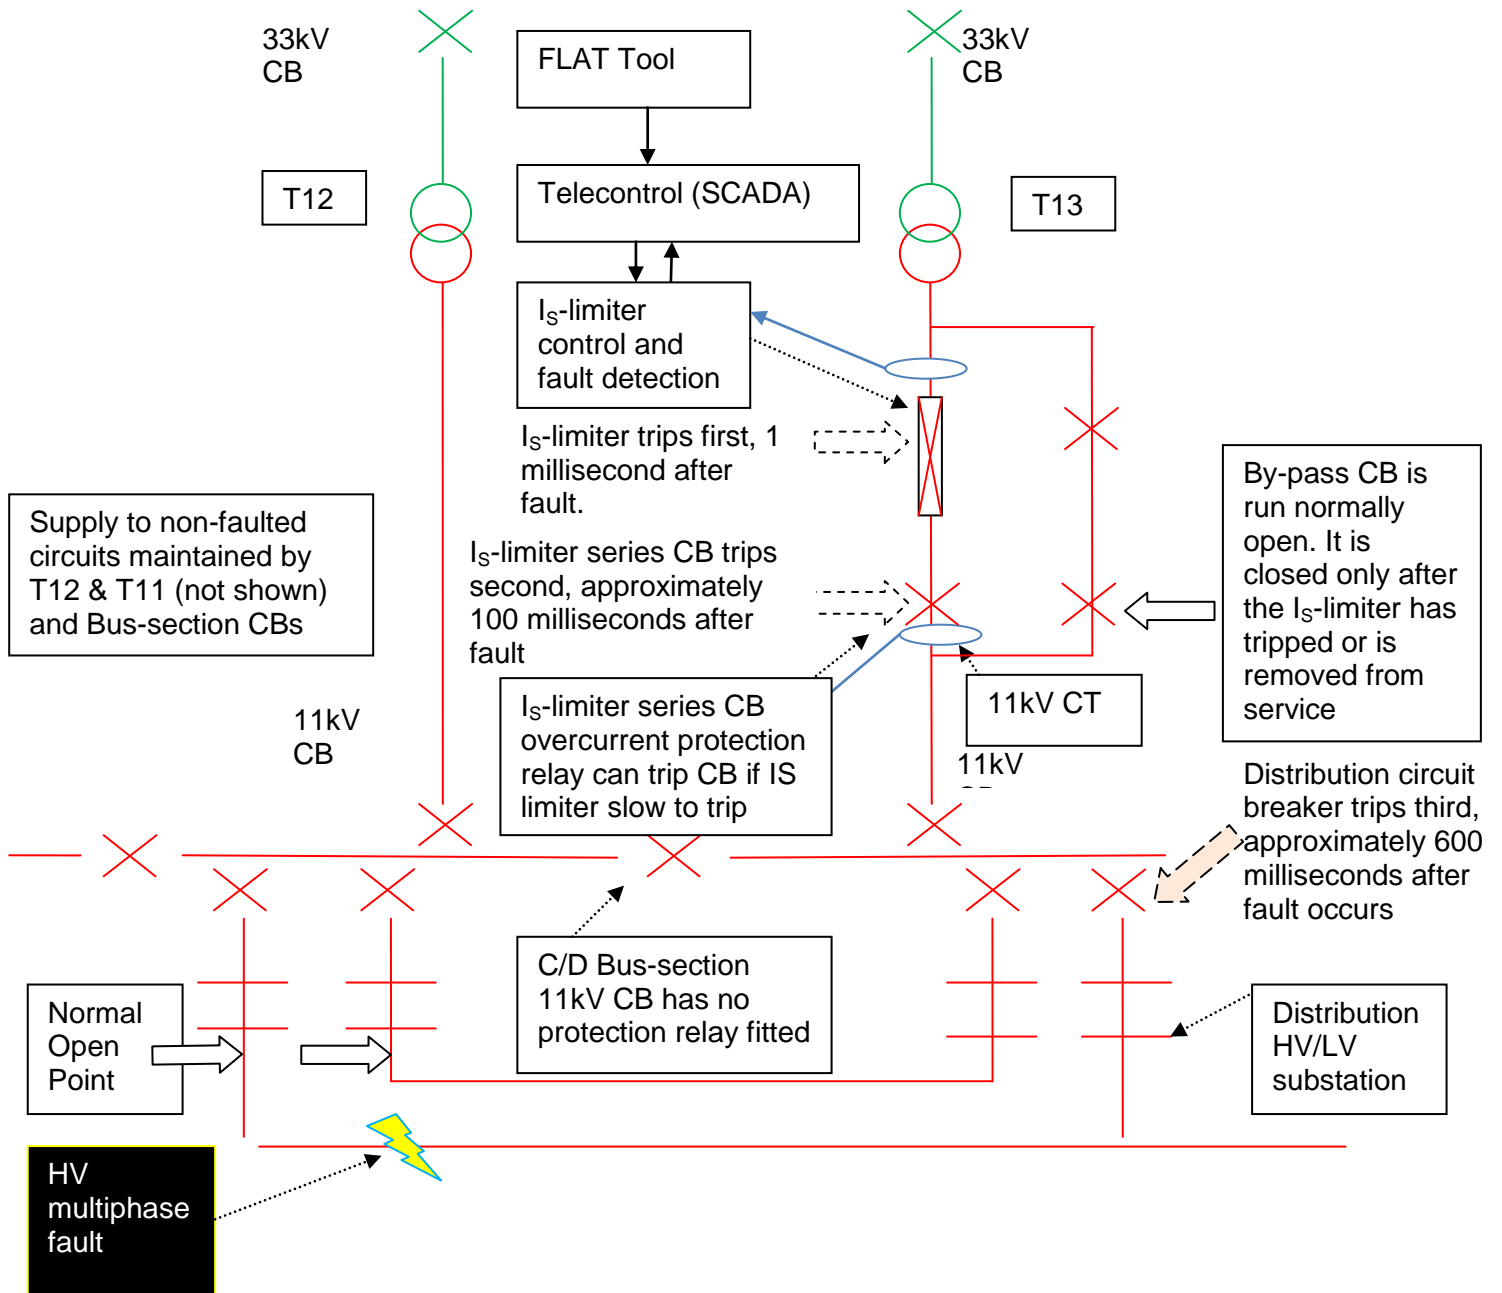 33kV
CB
FLAT Tool
33kV
CB
T12
Telecontrol (SCADA)
T13
IS-limiter
control and
fault detection
IS-limiter trips first, 1
millisecond after
fault.
By-pass CB is
run normally
open. It is
closed only after
the IS-limiter has
tripped or is
removed from
service
Supply to non-faulted
circuits maintained by
T12 & T11 (not shown)
and Bus-section CBs
IS-limiter series CB trips
second, approximately
100 milliseconds after
fault
IS-limiter series CB
overcurrent protection
relay can trip CB if IS
limiter slow to trip
11kV CT
11kV
CB
11kV
Distribution circuit
breaker trips third,
approximately 600
milliseconds after
fault occurs
C/D Bus-section
11kV CB has no
protection relay fitted
Normal
Open
Point
Distribution
HV/LV
substation
HV
multiphase
fault